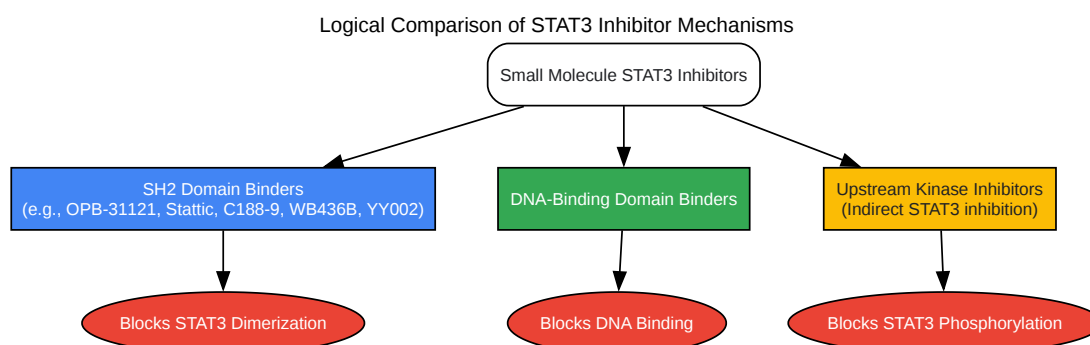 Logical Comparison of STAT3 Inhibitor Mechanisms
Small Molecule STAT3 Inhibitors
SH2 Domain Binders
(e.g., OPB-31121, Stattic, C188-9, WB436B, YY002)
DNA-Binding Domain Binders
Upstream Kinase Inhibitors
(Indirect STAT3 inhibition)
Blocks STAT3 Dimerization
Blocks DNA Binding
Blocks STAT3 Phosphorylation